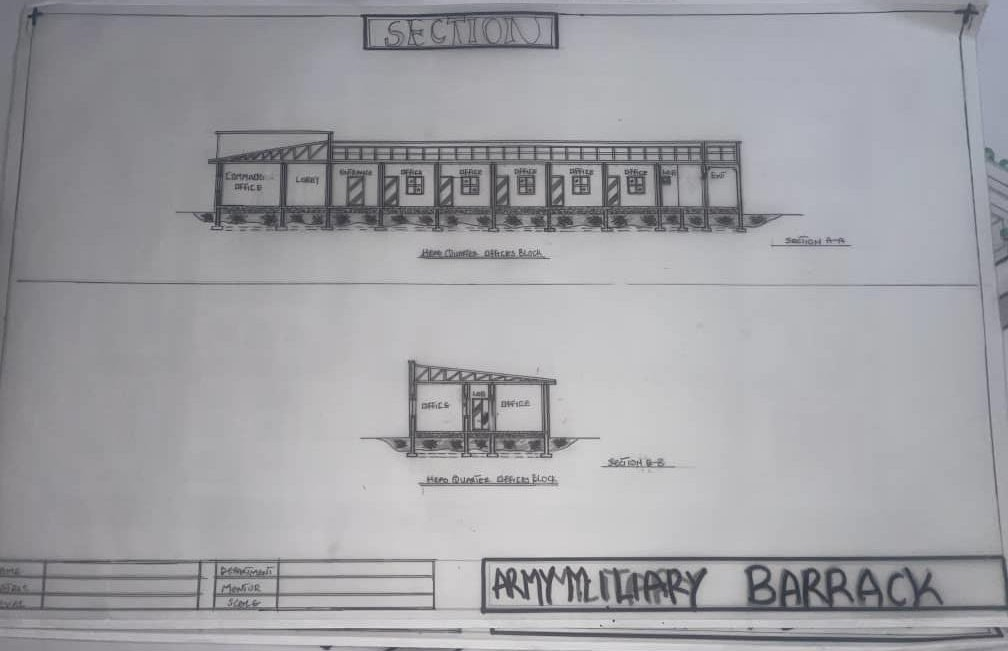 SECTION
COMMAND OFFICE
LOBBY
ENTRANCE
OFFICE
OFFICE
OFFICE
OFFICE
OFFICE
EXIT
SECTION A-A
HEAD QUARTER OFFICES BLOCK
OFFICE
OFFICE
SECTION B-B
HEAD QUARTER OFFICES BLOCK
DEPARTMENT
MENTOR
SCALE
ARMY MILITARY BARRACK